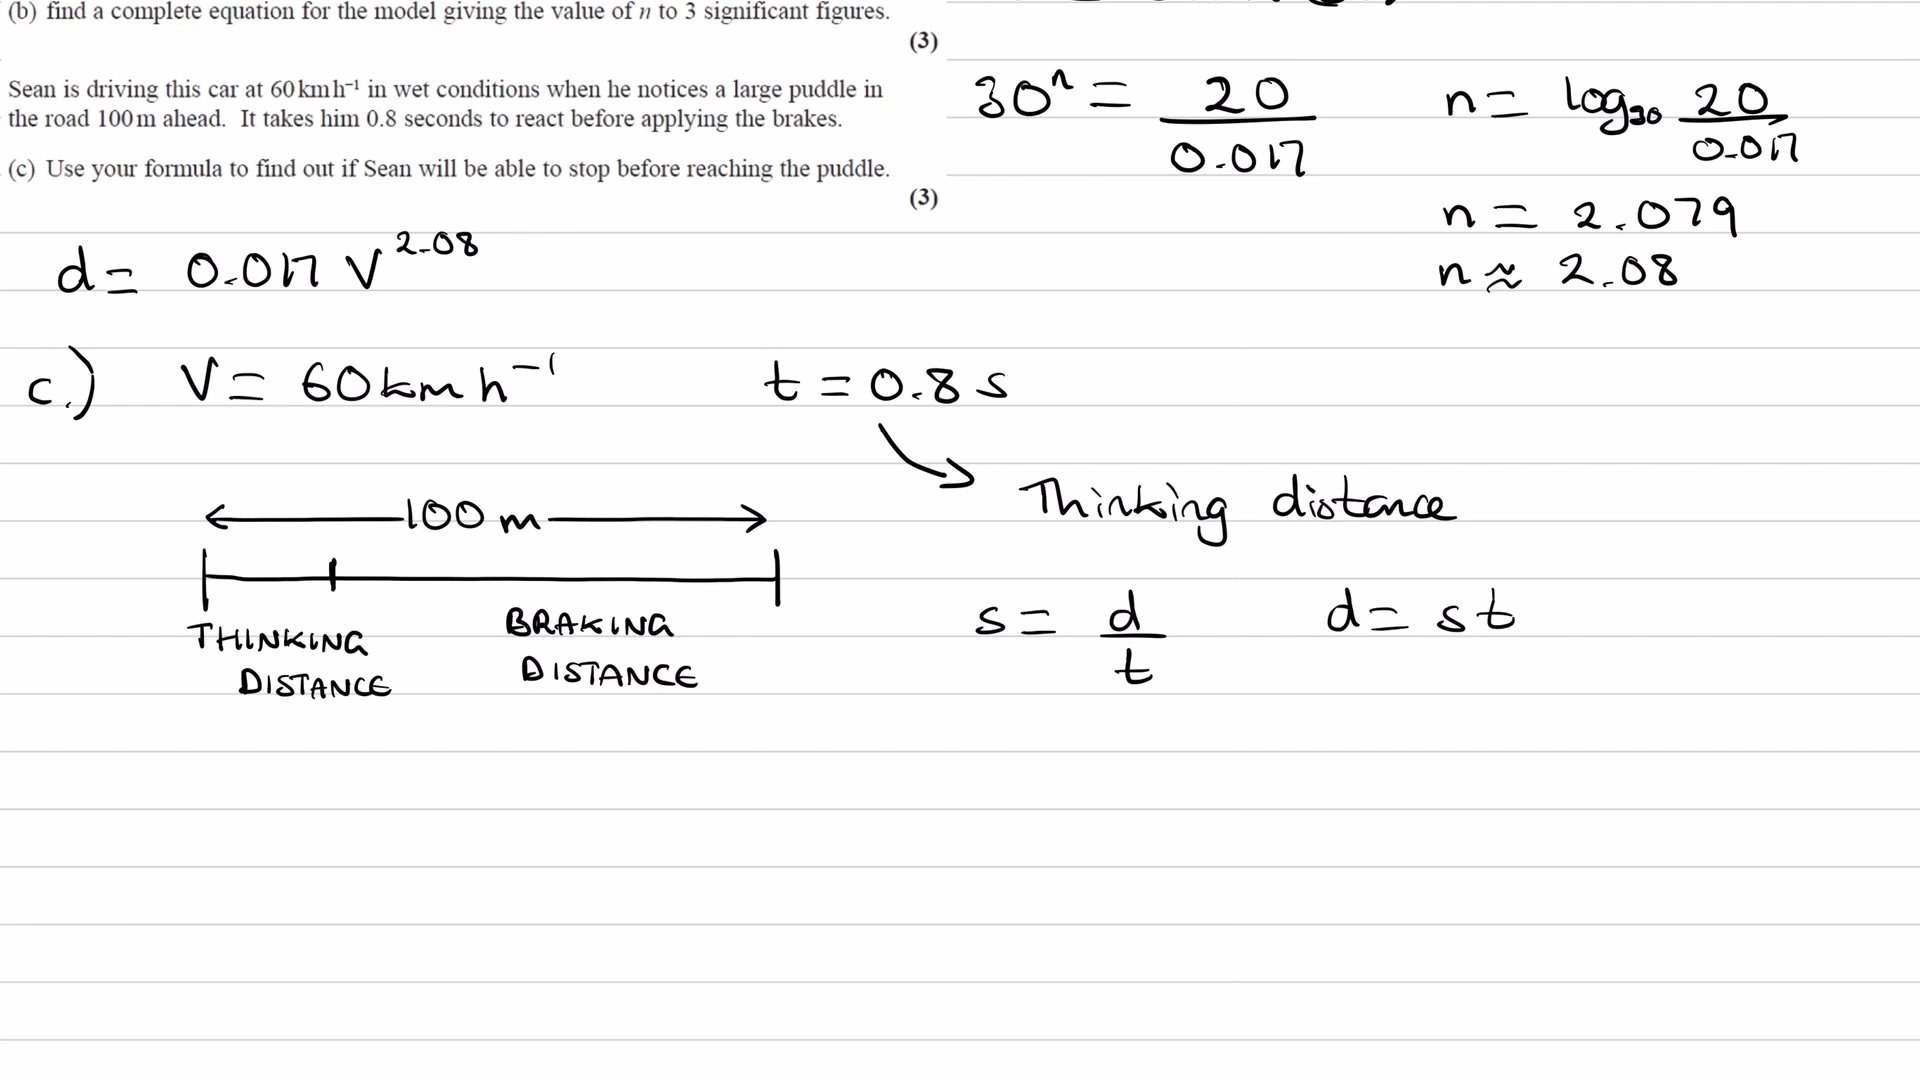 (b) find a complete equation for the model giving the value of n to 3 significant figures.
(3)
Sean is driving this car at 60 km h⁻¹ in wet conditions when he notices a large puddle in
the road 100 m ahead. It takes him 0.8 seconds to react before applying the brakes.
(c) Use your formula to find out if Sean will be able to stop before reaching the puddle.
(3)
30ⁿ = 20/0.017
n = log₃₀ 20/0.017
n = 2.079
n ≈ 2.08
d = 0.017 V^2.08
c.) V = 60 km h⁻¹ t = 0.8 s
Thinking distance
100 m
THINKING DISTANCE
BRAKING DISTANCE
s = d/t d = st